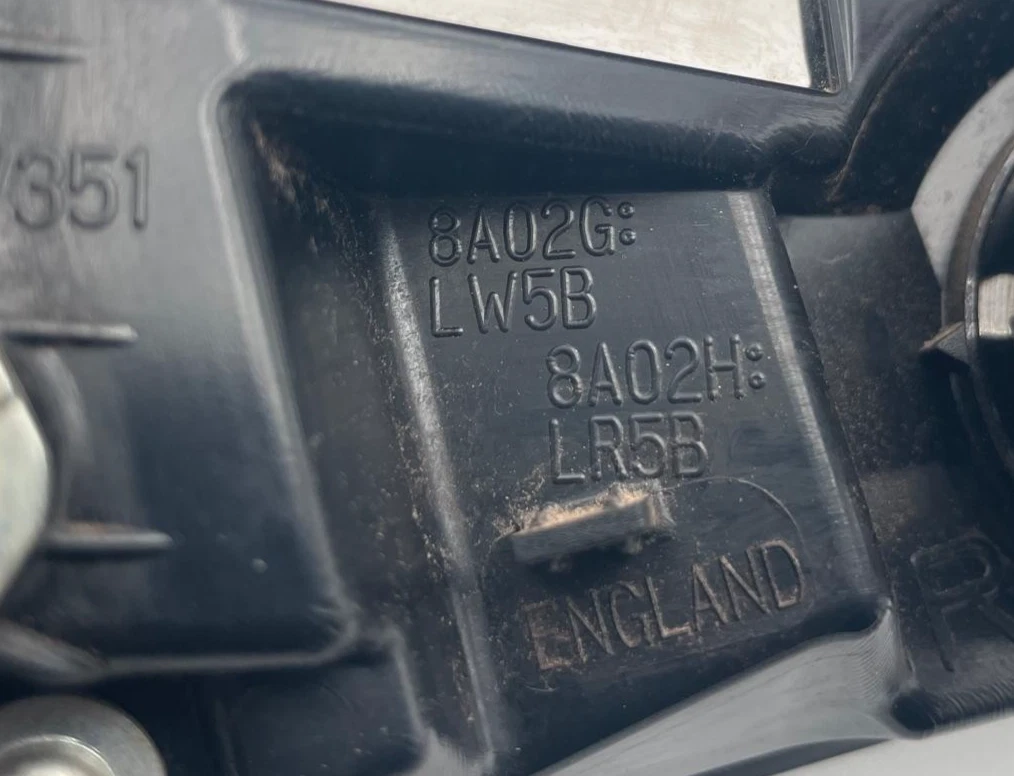 351
8A02G:
LW5B
8A02H:
LR5B
ENGLAND
R